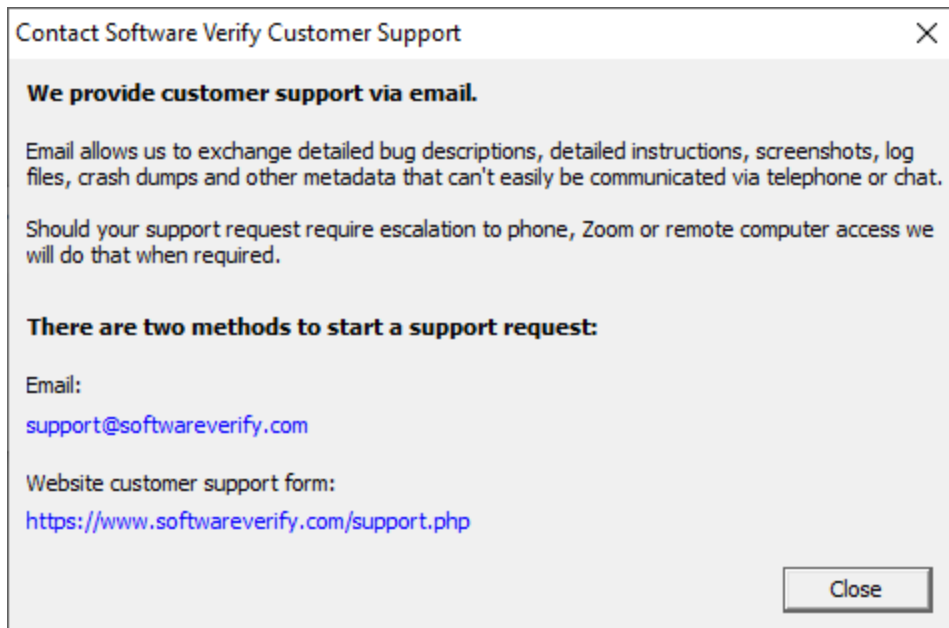 Contact Software Verify Customer Support
We provide customer support via email.
Email allows us to exchange detailed bug descriptions, detailed instructions, screenshots, log
files, crash dumps and other metadata that can't easily be communicated via telephone or chat.
Should your support request require escalation to phone, Zoom or remote computer access we
will do that when required.
There are two methods to start a support request:
Email:
support@softwareverify.com
Website customer support form:
https://www.softwareverify.com/support.php
Close